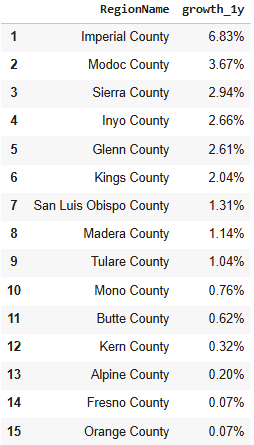 RegionName growth_1y
1 Imperial County 6.83%
2 Modoc County 3.67%
3 Sierra County 2.94%
4 Inyo County 2.66%
5 Glenn County 2.61%
6 Kings County 2.04%
7 San Luis Obispo County 1.31%
8 Madera County 1.14%
9 Tulare County 1.04%
10 Mono County 0.76%
11 Butte County 0.62%
12 Kern County 0.32%
13 Alpine County 0.20%
14 Fresno County 0.07%
15 Orange County 0.07%